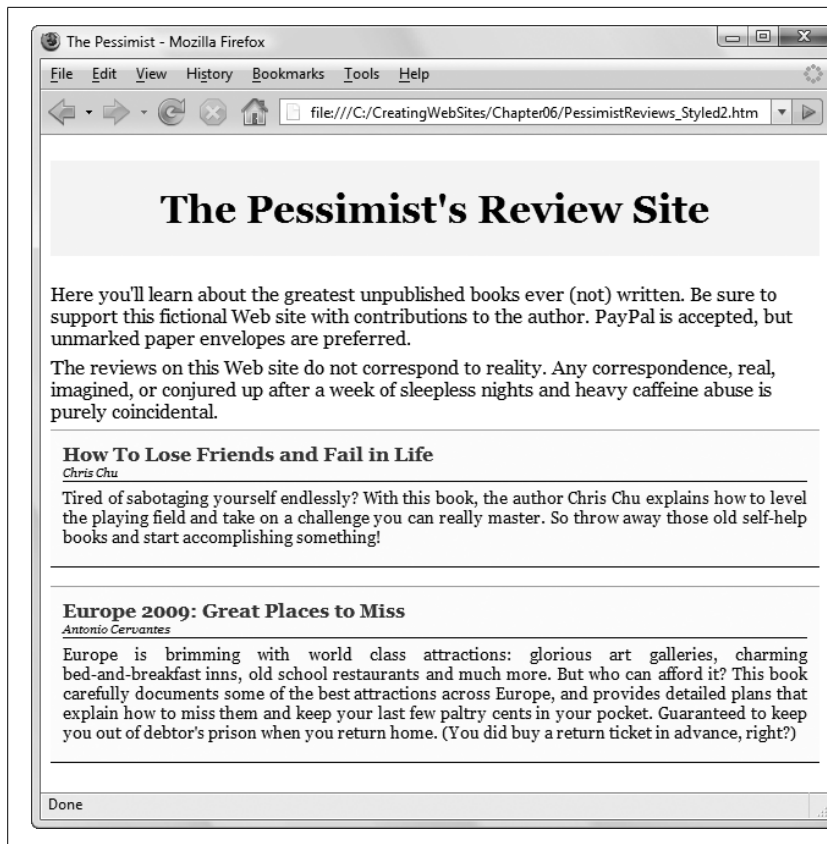 The Pessimist - Mozilla Firefox
File Edit View History Bookmarks Tools Help
file:///C:/CreatingWebSites/Chapter06/PessimistReviews_Styled2.htm
The Pessimist's Review Site
Here you'll learn about the greatest unpublished books ever (not) written. Be sure to
support this fictional Web site with contributions to the author. PayPal is accepted, but
unmarked paper envelopes are preferred.
The reviews on this Web site do not correspond to reality. Any correspondence, real,
imagined, or conjured up after a week of sleepless nights and heavy caffeine abuse is
purely coincidental.
How To Lose Friends and Fail in Life
Chris Chu
Tired of sabotaging yourself endlessly? With this book, the author Chris Chu explains how to level
the playing field and take on a challenge you can really master. So throw away those old self-help
books and start accomplishing something!
Europe 2009: Great Places to Miss
Antonio Cervantes
Europe is brimming with world class attractions: glorious art galleries, charming
bed-and-breakfast inns, old school restaurants and much more. But who can afford it? This book
carefully documents some of the best attractions across Europe, and provides detailed plans that
explain how to miss them and keep your last few paltry cents in your pocket. Guaranteed to keep
you out of debtor's prison when you return home. (You did buy a return ticket in advance, right?)
Done